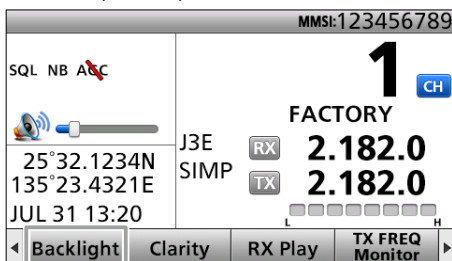 MMSI:123456789
SQL NB AGC
1 CH
FACTORY
J3E RX 2.182.0
SIMP TX 2.182.0
25°32.1234N
135°23.4321E
JUL 31 13:20
L H
Backlight Clarity RX Play TX FREQ Monitor